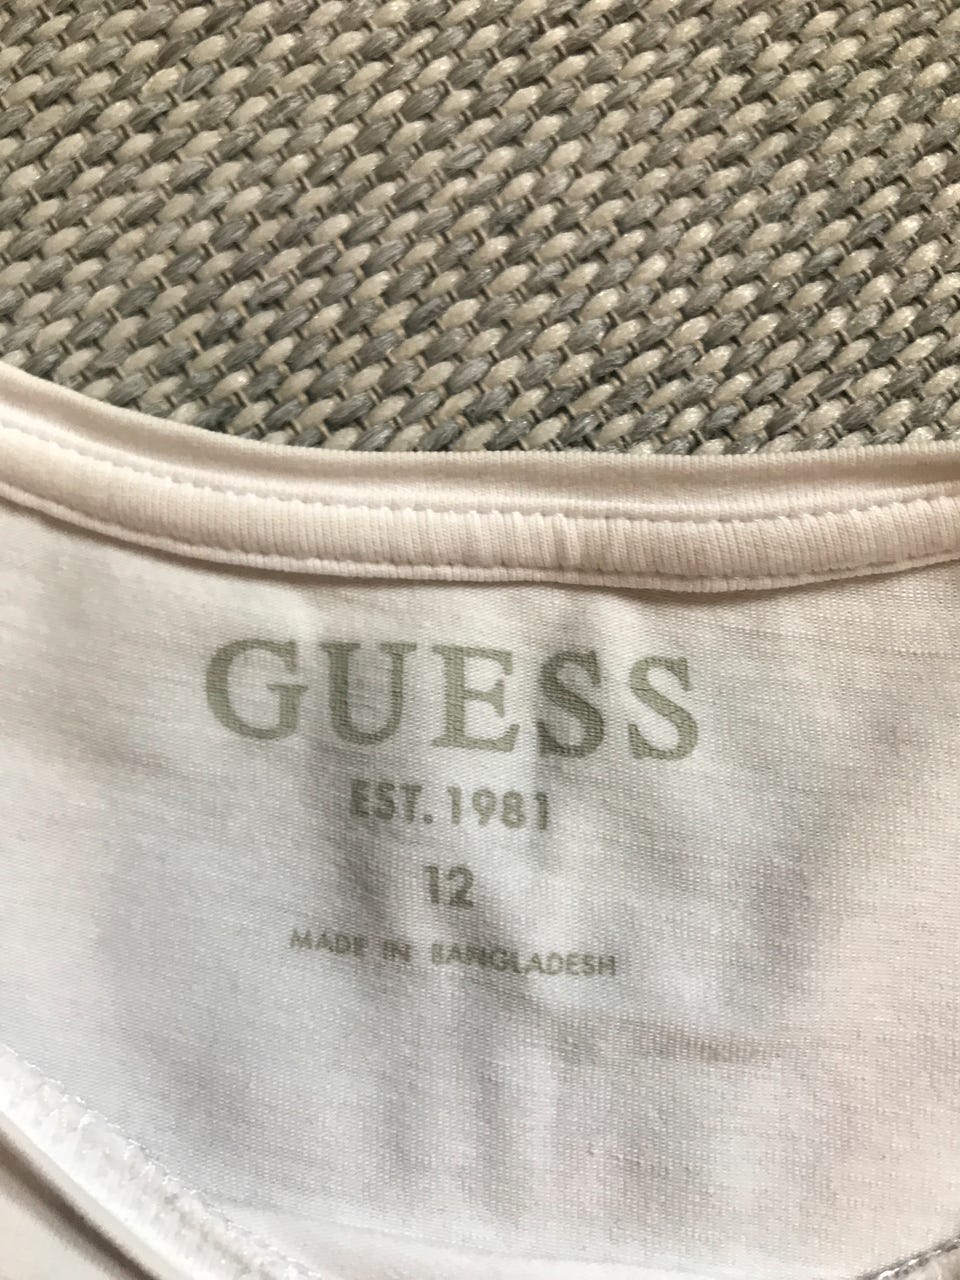 GUESS
EST. 1981
12
MADE IN BANGLADESH